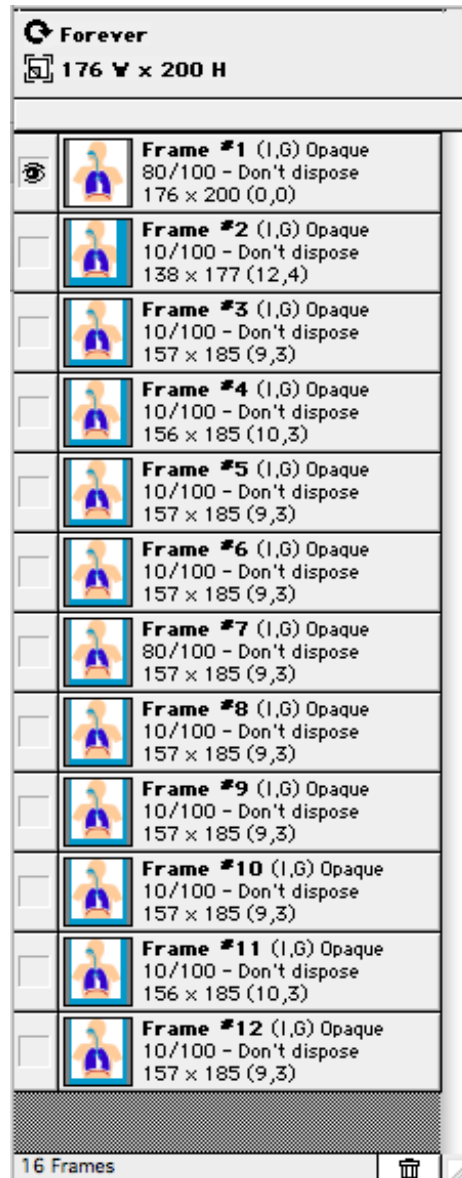 Forever
176 W x 200 H
Frame #1 (I,G) Opaque
80/100 - Don't dispose
176 x 200 (0,0)
Frame #2 (I,G) Opaque
10/100 - Don't dispose
138 x 177 (12,4)
Frame #3 (I,G) Opaque
10/100 - Don't dispose
157 x 185 (9,3)
Frame #4 (I,G) Opaque
10/100 - Don't dispose
156 x 185 (10,3)
Frame #5 (I,G) Opaque
10/100 - Don't dispose
157 x 185 (9,3)
Frame #6 (I,G) Opaque
10/100 - Don't dispose
157 x 185 (9,3)
Frame #7 (I,G) Opaque
80/100 - Don't dispose
157 x 185 (9,3)
Frame #8 (I,G) Opaque
10/100 - Don't dispose
157 x 185 (9,3)
Frame #9 (I,G) Opaque
10/100 - Don't dispose
157 x 185 (9,3)
Frame #10 (I,G) Opaque
10/100 - Don't dispose
157 x 185 (9,3)
Frame #11 (I,G) Opaque
10/100 - Don't dispose
156 x 185 (10,3)
Frame #12 (I,G) Opaque
10/100 - Don't dispose
157 x 185 (9,3)
16 Frames